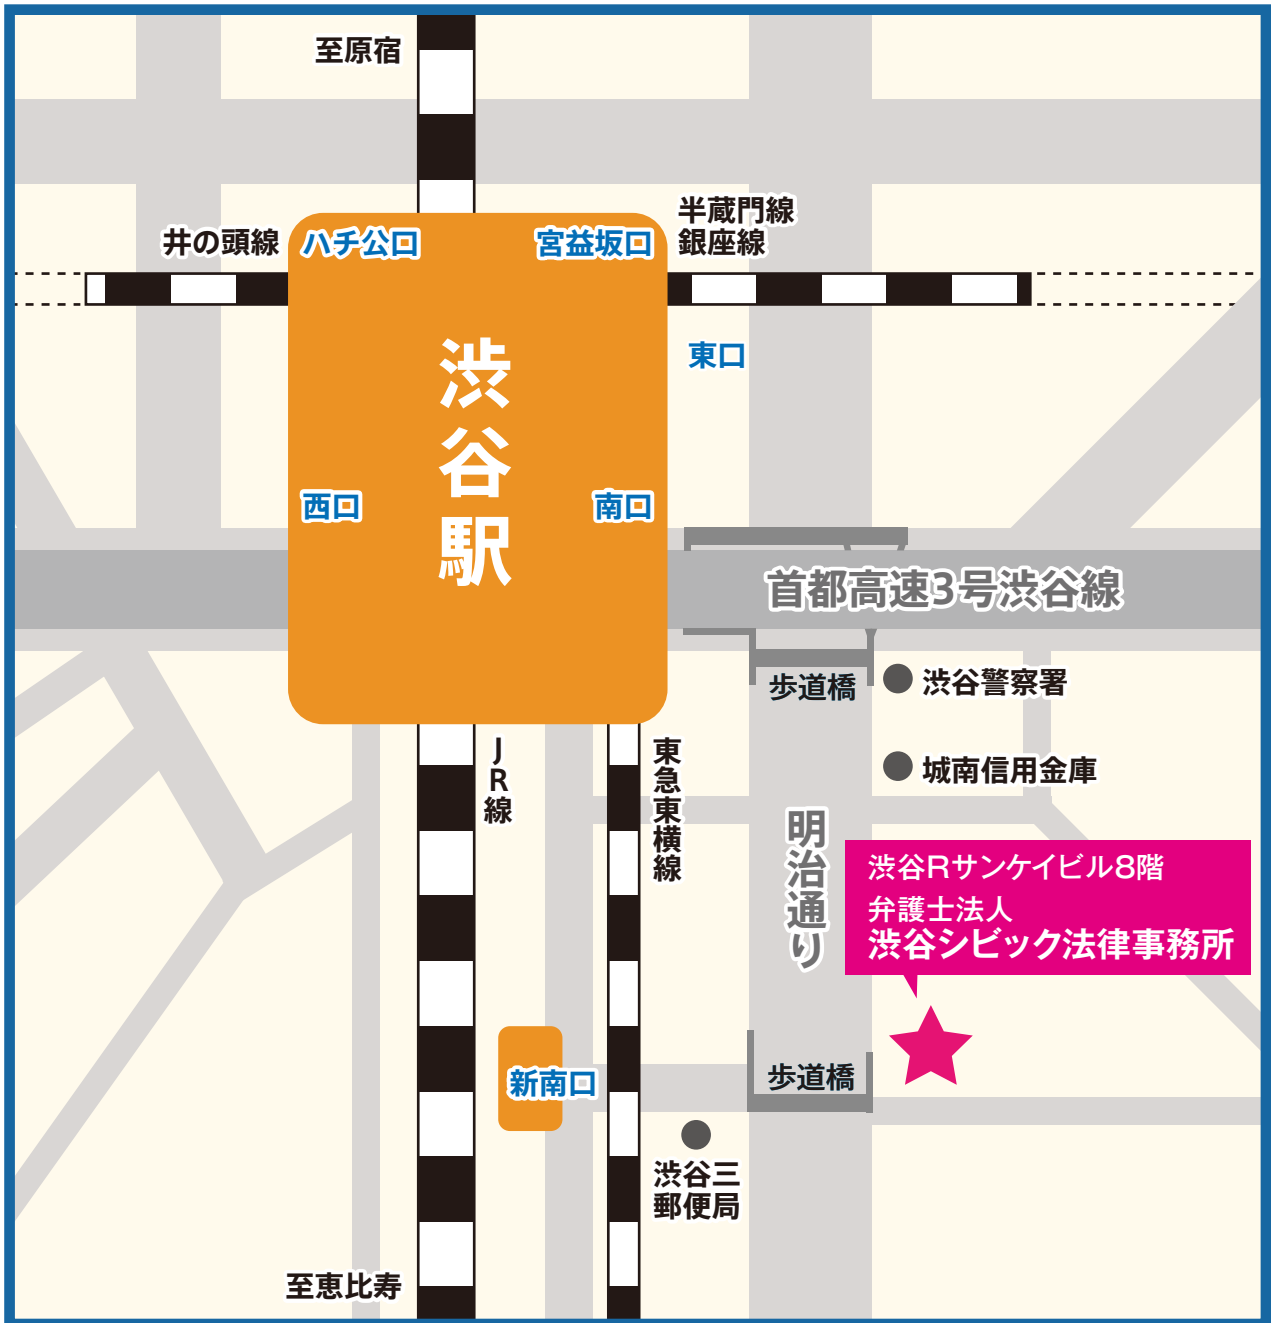 至原宿
半蔵門線
銀座線
井の頭線
ハチ公口
宮益坂口
東口
渋谷駅
西口
南口
首都高速3号渋谷線
歩道橋
渋谷警察署
JR線
東急東横線
城南信用金庫
明治通り
渋谷Rサンケイビル8階
弁護士法人
渋谷シビック法律事務所
新南口
歩道橋
渋谷三
郵便局
至恵比寿